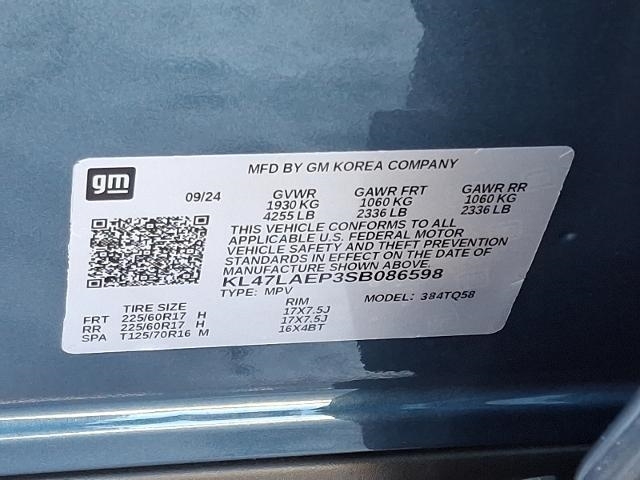 gm
MFD BY GM KOREA COMPANY
09/24
GVWR GAWR FRT GAWR RR
1930 KG 1060 KG 1060 KG
4255 LB 2336 LB 2336 LB
THIS VEHICLE CONFORMS TO ALL
APPLICABLE U.S. FEDERAL MOTOR
VEHICLE SAFETY AND THEFT PREVENTION
STANDARDS IN EFFECT ON THE DATE OF
MANUFACTURE SHOWN ABOVE.
KL47LAEP3SB086598
TYPE: MPV MODEL: 384TQ58
TIRE SIZE RIM
FRT 225/60R17 H 17X7.5J
RR 225/60R17 H 17X7.5J
SPA T125/70R16 M 16X4BT